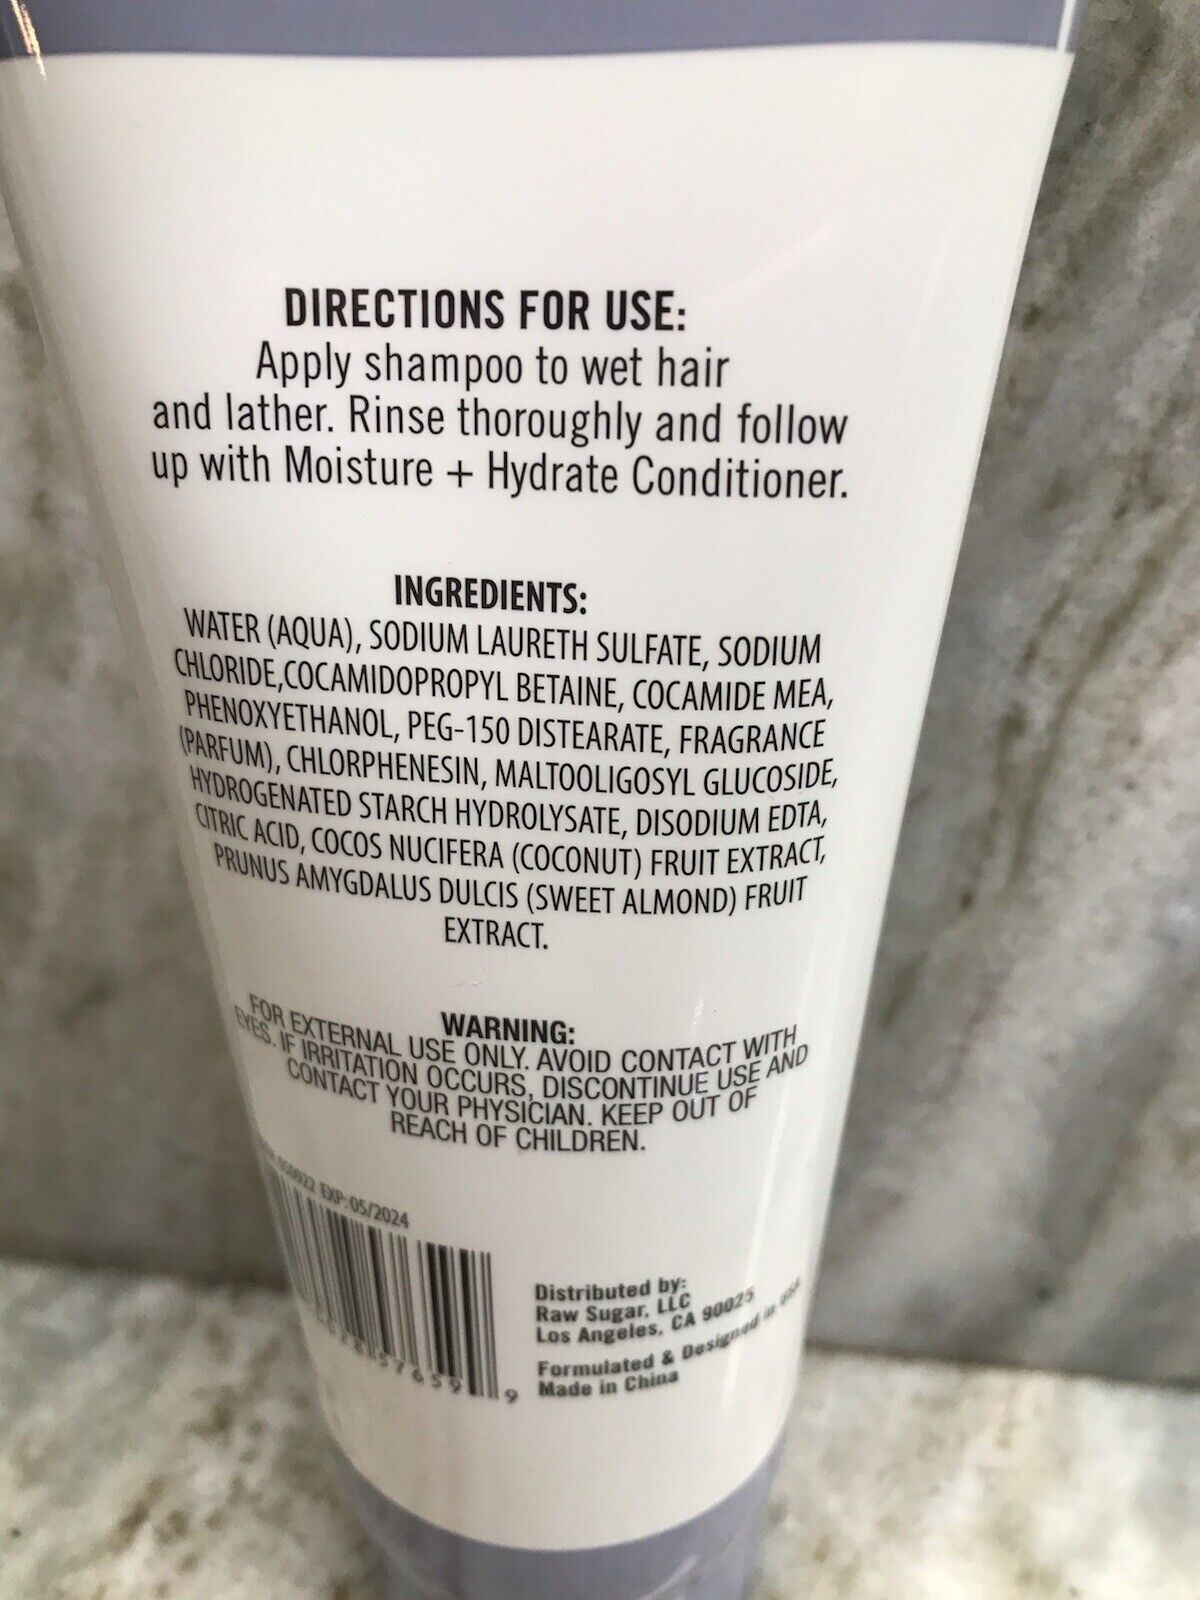 DIRECTIONS FOR USE:
Apply shampoo to wet hair
and lather. Rinse thoroughly and follow
up with Moisture + Hydrate Conditioner.
INGREDIENTS:
WATER (AQUA), SODIUM LAURETH SULFATE, SODIUM
CHLORIDE,COCAMIDOPROPYL BETAINE, COCAMIDE MEA,
PHENOXYETHANOL, PEG-150 DISTEARATE, FRAGRANCE
(PARFUM), CHLORPHENESIN, MALTOOLIGOSYL GLUCOSIDE,
HYDROGENATED STARCH HYDROLYSATE, DISODIUM EDTA,
CITRIC ACID, COCOS NUCIFERA (COCONUT) FRUIT EXTRACT,
PRUNUS AMYGDALUS DULCIS (SWEET ALMOND) FRUIT
EXTRACT.
WARNING:
FOR EXTERNAL USE ONLY. AVOID CONTACT WITH
EYES. IF IRRITATION OCCURS, DISCONTINUE USE AND
CONTACT YOUR PHYSICIAN. KEEP OUT OF
REACH OF CHILDREN.
EXP:05/2024
57659 9
Distributed by:
Raw Sugar, LLC
Los Angeles, CA 90025
Formulated & Designed in USA
Made in China